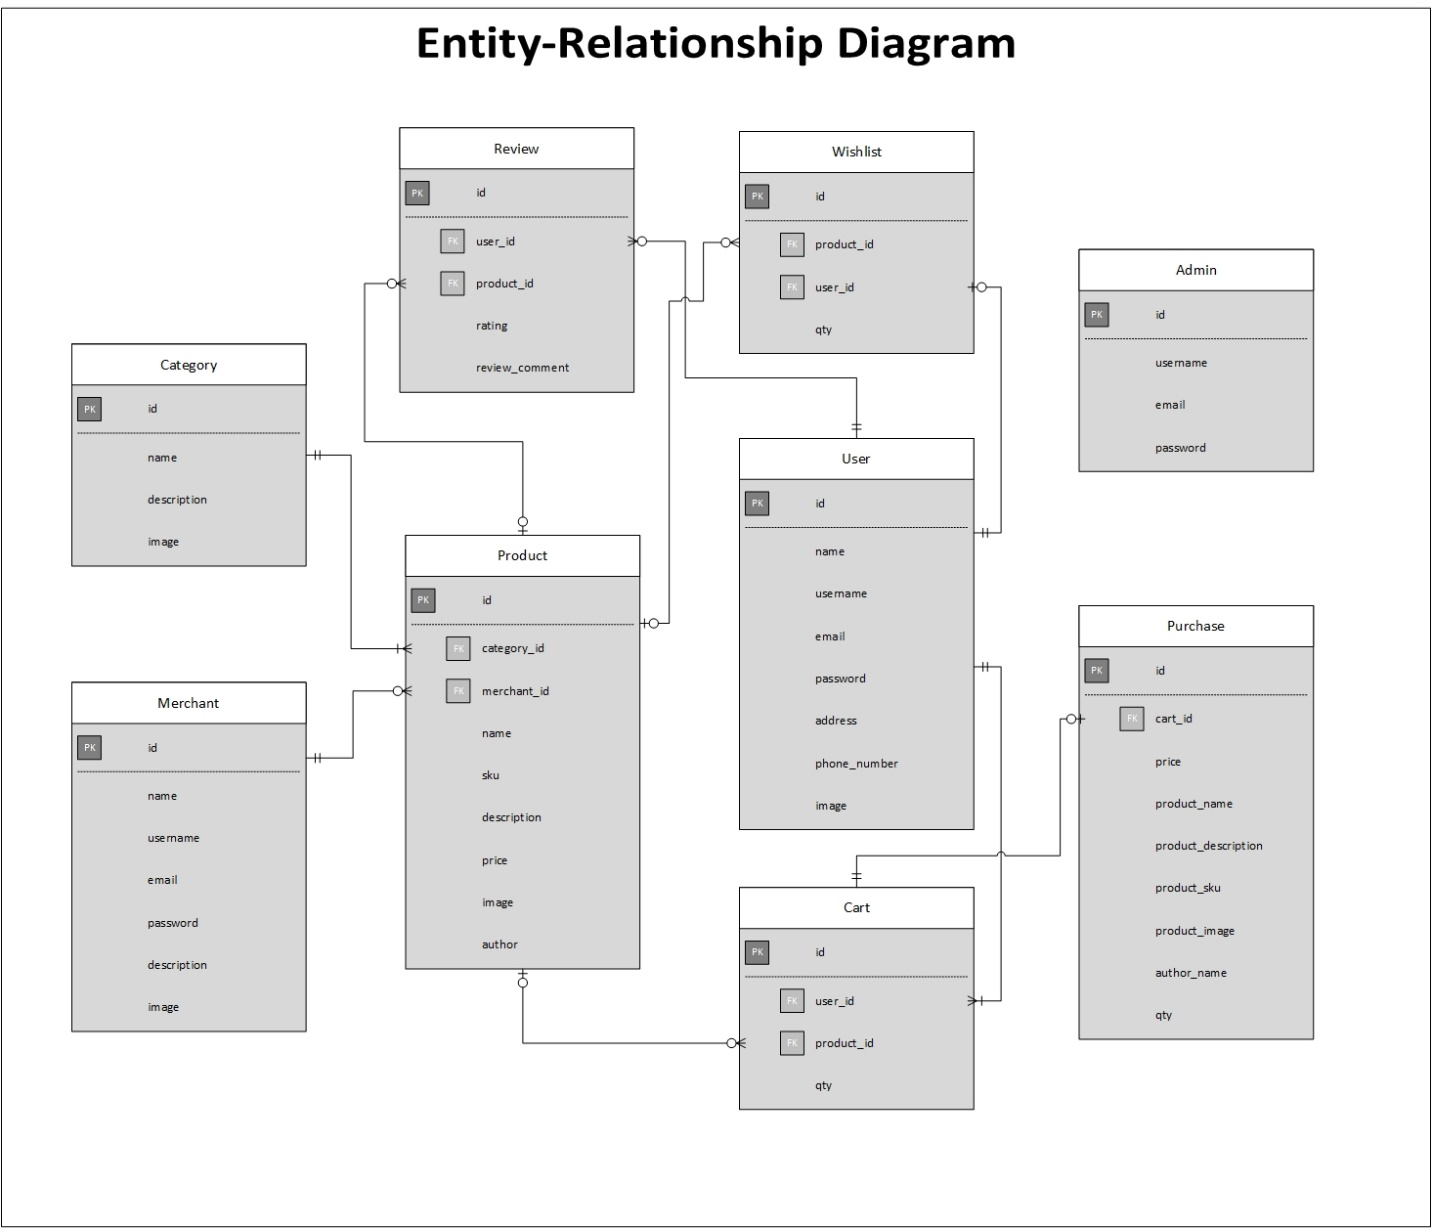 Entity-Relationship Diagram
Review
PK id
FK user_id
FK product_id
rating
review_comment
Wishlist
PK id
FK product_id
FK user_id
qty
Admin
PK id
username
email
password
Category
PK id
name
description
image
User
PK id
name
username
email
password
address
phone_number
image
Product
PK id
FK category_id
FK merchant_id
name
sku
description
price
image
author
Purchase
PK id
FK cart_id
price
product_name
product_description
product_sku
product_image
author_name
qty
Merchant
PK id
name
username
email
password
description
image
Cart
PK id
FK user_id
FK product_id
qty